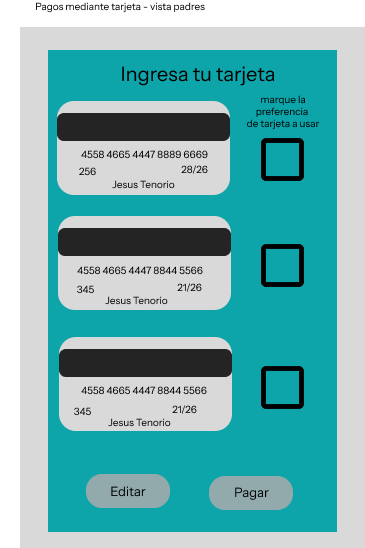 Pagos mediante tarjeta - vista padres
Ingresa tu tarjeta
marque la
preferencia
de tarjeta a usar
4558 4665 4447 8889 6669
256 28/26
Jesus Tenorio
4558 4665 4447 8844 5566
345 21/26
Jesus Tenorio
4558 4665 4447 8844 5566
345 21/26
Jesus Tenorio
Editar
Pagar